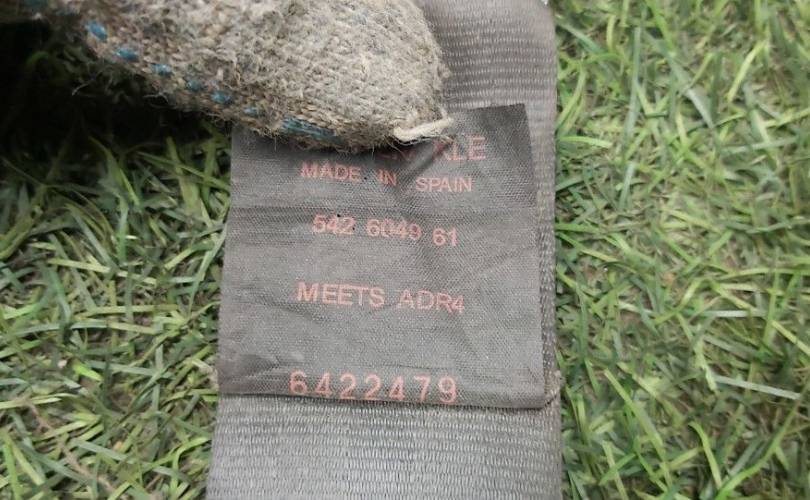 MADE IN SPAIN
542 6049 61
MEETS ADR4
6422479